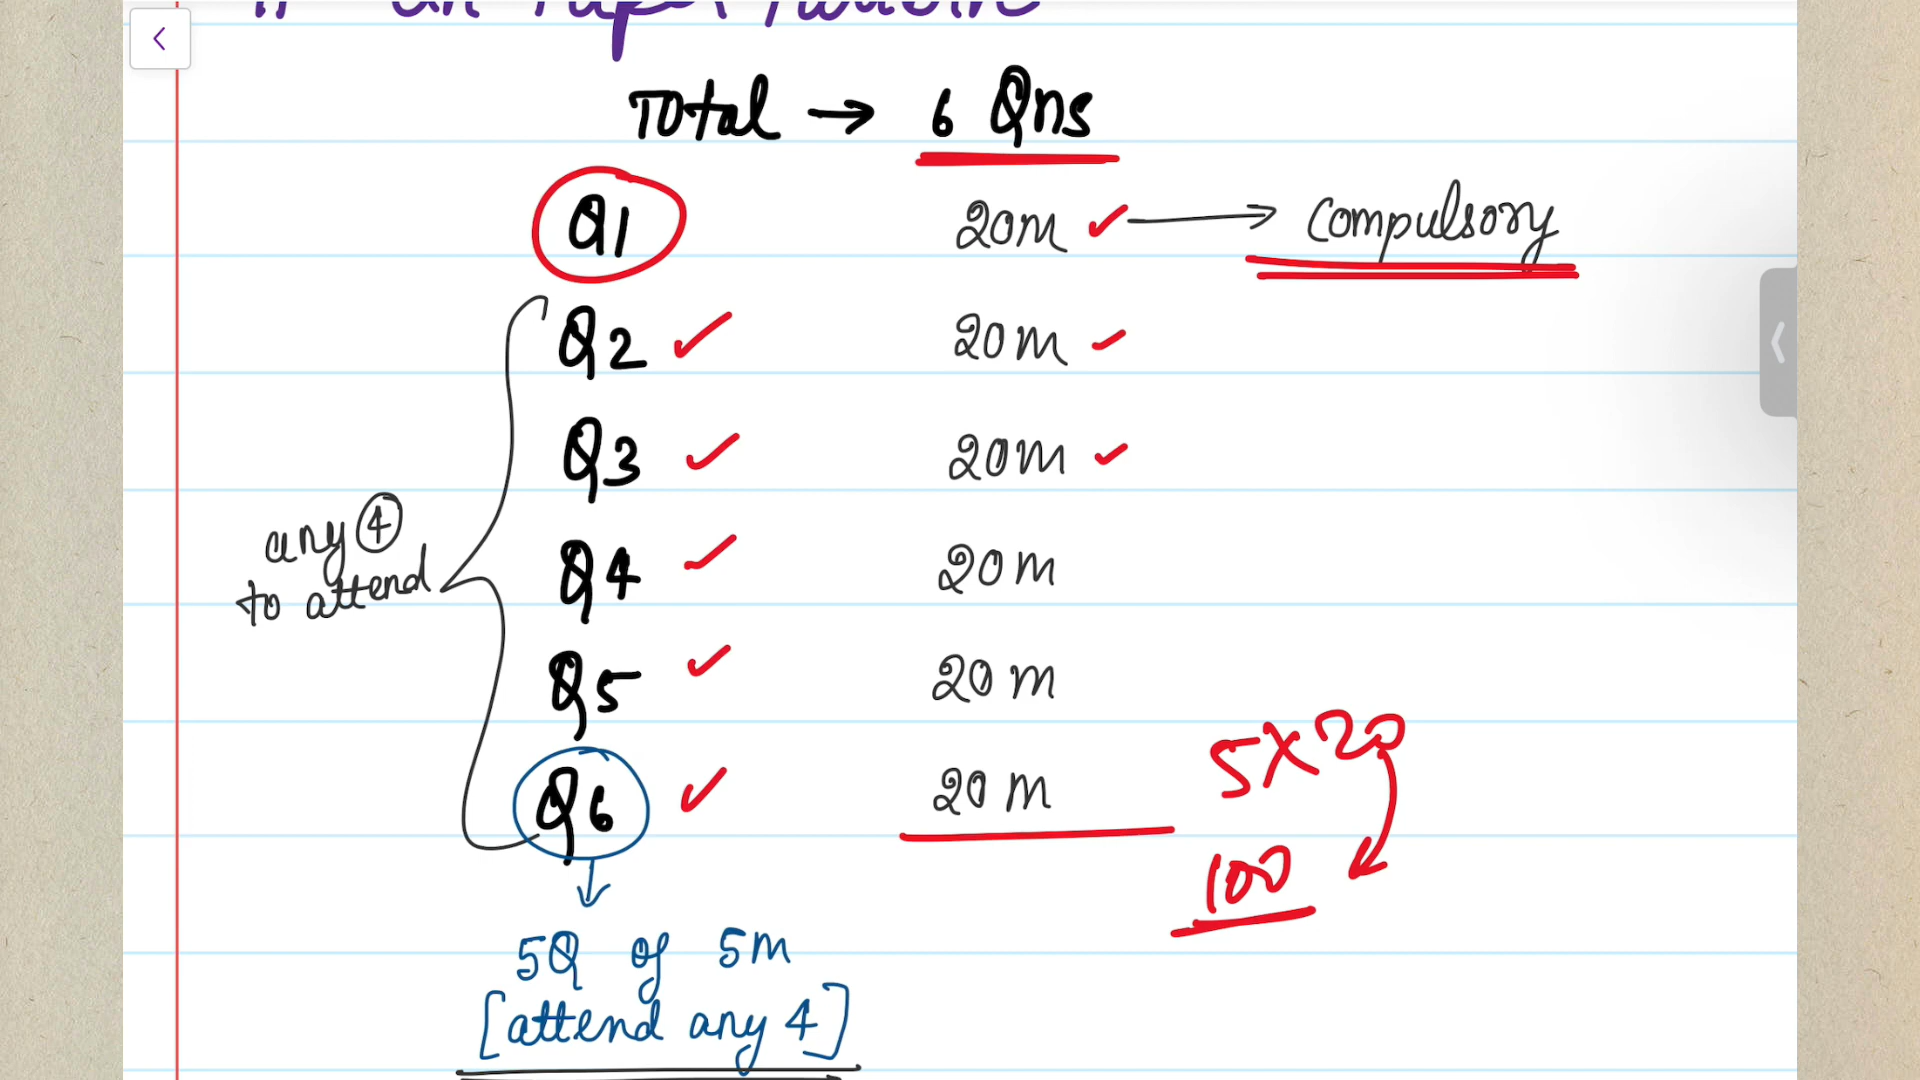 Total → 6 Qns
Q1 20m → Compulsory
Q2 20m
Q3 20m
any 4
to attend
Q4 20m
Q5 20m
5×20
Q6 20m
100
5Q of 5m
[attend any 4]